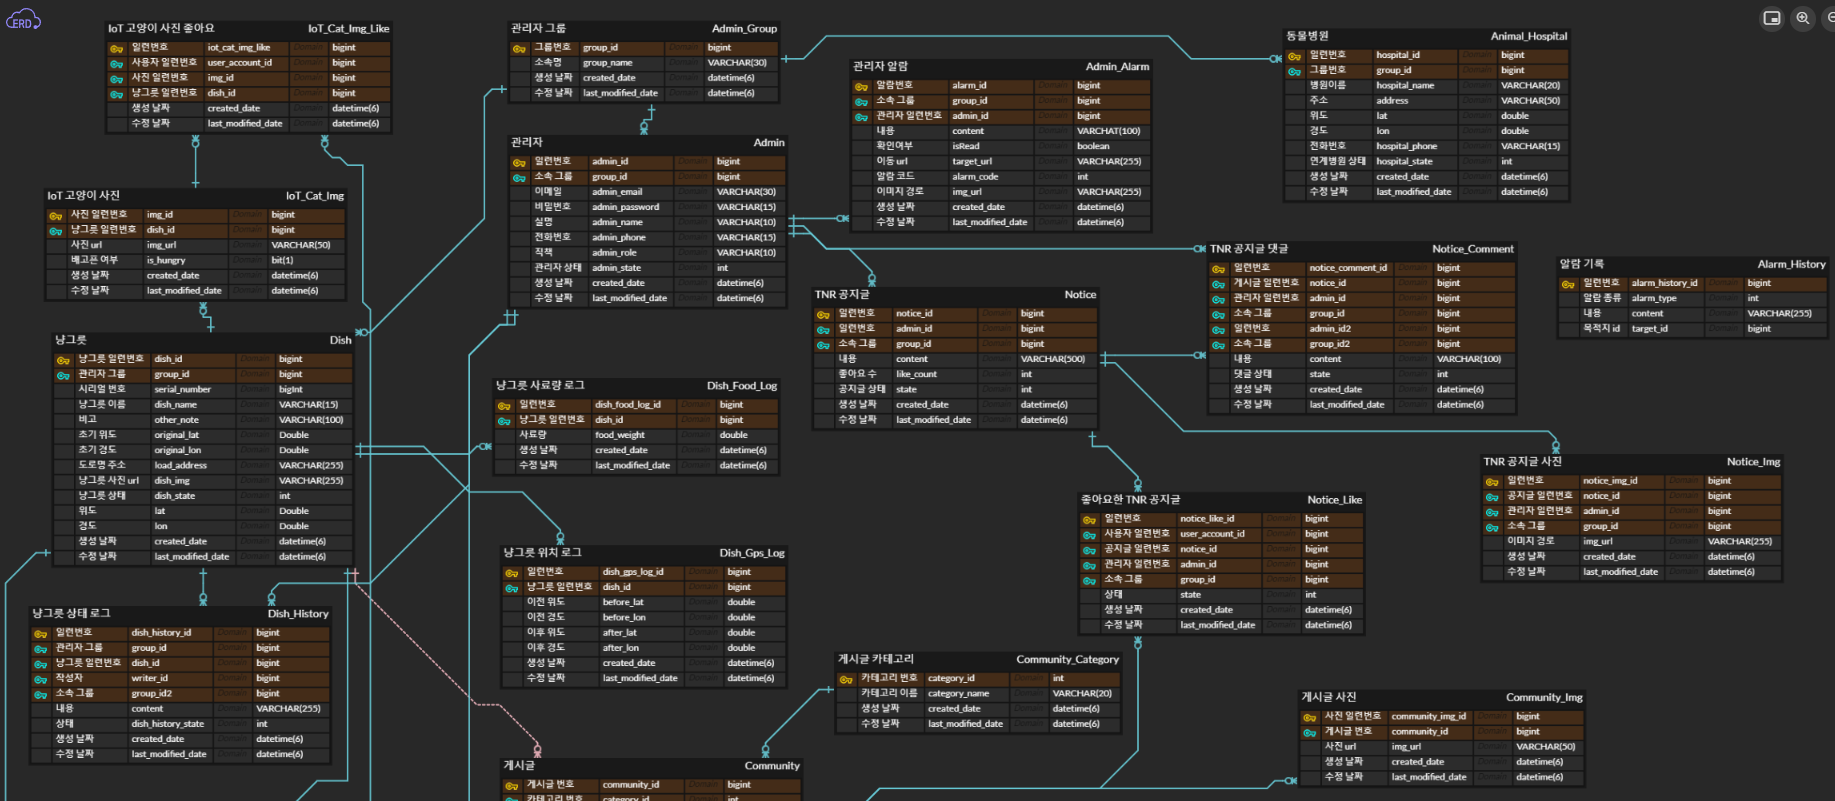 ERD
IoT 고양이 사진 좋아요 IoT_Cat_Img_Like
일련번호 iot_cat_img_like Domain bigint
사용자 일련번호 user_account_id Domain bigint
사진 일련번호 img_id Domain bigint
냥그릇 일련번호 dish_id Domain bigint
생성 날짜 created_date Domain datetime(6)
수정 날짜 last_modified_date Domain datetime(6)
관리자 그룹 Admin_Group
그룹번호 group_id Domain bigint
소속명 group_name Domain VARCHAR(30)
생성 날짜 created_date Domain datetime(6)
수정 날짜 last_modified_date Domain datetime(6)
동물병원 Animal_Hospital
일련번호 hospital_id Domain bigint
그룹번호 group_id Domain bigint
병원이름 hospital_name Domain VARCHAR(20)
주소 address Domain VARCHAR(50)
위도 lat Domain double
경도 lon Domain double
전화번호 hospital_phone Domain VARCHAR(15)
연계병원 상태 hospital_state Domain int
생성 날짜 created_date Domain datetime(6)
수정 날짜 last_modified_date Domain datetime(6)
관리자 알람 Admin_Alarm
알람번호 alarm_id Domain bigint
소속 그룹 group_id Domain bigint
관리자 일련번호 admin_id Domain bigint
내용 content Domain VARCHAT(100)
확인여부 isRead Domain boolean
이동 url target_url Domain VARCHAR(255)
알람 코드 alarm_code Domain int
이미지 경로 img_url Domain VARCHAR(255)
생성 날짜 created_date Domain datetime(6)
수정 날짜 last_modified_date Domain datetime(6)
관리자 Admin
일련번호 admin_id Domain bigint
소속 그룹 group_id Domain bigint
이메일 admin_email Domain VARCHAR(30)
비밀번호 admin_password Domain VARCHAR(15)
실명 admin_name Domain VARCHAR(10)
전화번호 admin_phone Domain VARCHAR(15)
직책 admin_role Domain VARCHAR(10)
관리자 상태 admin_state Domain int
생성 날짜 created_date Domain datetime(6)
수정 날짜 last_modified_date Domain datetime(6)
IoT 고양이 사진 IoT_Cat_Img
사진 일련번호 img_id Domain bigint
냥그릇 일련번호 dish_id Domain bigint
사진 url img_url Domain VARCHAR(50)
배고픈 여부 is_hungry Domain bit(1)
생성 날짜 created_date Domain datetime(6)
수정 날짜 last_modified_date Domain datetime(6)
TNR 공지글 댓글 Notice_Comment
일련번호 notice_comment_id Domain bigint
게시글 일련번호 notice_id Domain bigint
관리자 일련번호 admin_id Domain bigint
소속 그룹 group_id Domain bigint
일련번호 admin_id2 Domain bigint
소속 그룹 group_id2 Domain bigint
내용 content Domain VARCHAR(100)
댓글 상태 state Domain int
생성 날짜 created_date Domain datetime(6)
수정 날짜 last_modified_date Domain datetime(6)
알람 기록 Alarm_History
일련번호 alarm_history_id Domain bigint
알람 종류 alarm_type Domain int
내용 content Domain VARCHAR(255)
목적지 id target_id Domain bigint
TNR 공지글 Notice
일련번호 notice_id Domain bigint
일련번호 admin_id Domain bigint
소속 그룹 group_id Domain bigint
내용 content Domain VARCHAR(500)
좋아요 수 like_count Domain int
공지글 상태 state Domain int
생성 날짜 created_date Domain datetime(6)
수정 날짜 last_modified_date Domain datetime(6)
냥그릇 Dish
냥그릇 일련번호 dish_id Domain bigint
관리자 그룹 group_id Domain bigint
시리얼 번호 serial_number Domain bigInt
냥그릇 이름 dish_name Domain VARCHAR(15)
비고 other_note Domain VARCHAR(100)
초기 위도 original_lat Domain Double
초기 경도 original_lon Domain Double
도로명 주소 load_address Domain VARCHAR(255)
냥그릇 사진 url dish_img Domain VARCHAR(255)
냥그릇 상태 dish_state Domain int
위도 lat Domain Double
경도 lon Domain Double
생성 날짜 created_date Domain datetime(6)
수정 날짜 last_modified_date Domain datetime(6)
냥그릇 사료량 로그 Dish_Food_Log
일련번호 dish_food_log_id Domain bigint
냥그릇 일련번호 dish_id Domain bigint
사료량 food_weight Domain double
생성 날짜 created_date Domain datetime(6)
수정 날짜 last_modified_date Domain datetime(6)
TNR 공지글 사진 Notice_Img
일련번호 notice_img_id Domain bigint
공지글 일련번호 notice_id Domain bigint
관리자 일련번호 admin_id Domain bigint
소속 그룹 group_id Domain bigint
이미지 경로 img_url Domain VARCHAR(255)
생성 날짜 created_date Domain datetime(6)
수정 날짜 last_modified_date Domain datetime(6)
좋아요한 TNR 공지글 Notice_Like
일련번호 notice_like_id Domain bigint
사용자 일련번호 user_account_id Domain bigint
공지글 일련번호 notice_id Domain bigint
관리자 일련번호 admin_id Domain bigint
소속 그룹 group_id Domain bigint
상태 state Domain int
생성 날짜 created_date Domain datetime(6)
수정 날짜 last_modified_date Domain datetime(6)
냥그릇 위치 로그 Dish_Gps_Log
일련번호 dish_gps_log_id Domain bigint
냥그릇 일련번호 dish_id Domain bigint
이전 위도 before_lat Domain double
이전 경도 before_lon Domain double
이후 위도 after_lat Domain double
이후 경도 after_lon Domain double
생성 날짜 created_date Domain datetime(6)
수정 날짜 last_modified_date Domain datetime(6)
냥그릇 상태 로그 Dish_History
일련번호 dish_history_id Domain bigint
관리자 그룹 group_id Domain bigint
냥그릇 일련번호 dish_id Domain bigint
작성자 writer_id Domain bigint
소속 그룹 group_id2 Domain bigint
내용 content Domain VARCHAR(255)
상태 dish_history_state Domain int
생성 날짜 created_date Domain datetime(6)
수정 날짜 last_modified_date Domain datetime(6)
게시글 카테고리 Community_Category
카테고리 번호 category_id Domain int
카테고리 이름 category_name Domain VARCHAR(20)
생성 날짜 created_date Domain datetime(6)
수정 날짜 last_modified_date Domain datetime(6)
게시글 사진 Community_Img
사진 일련번호 community_img_id Domain bigint
게시글 번호 community_id Domain bigint
사진 url img_url Domain VARCHAR(50)
생성 날짜 created_date Domain datetime(6)
수정 날짜 last_modified_date Domain datetime(6)
게시글 Community
게시글 번호 community_id Domain bigint
카테고리 번호 category_id Domain int